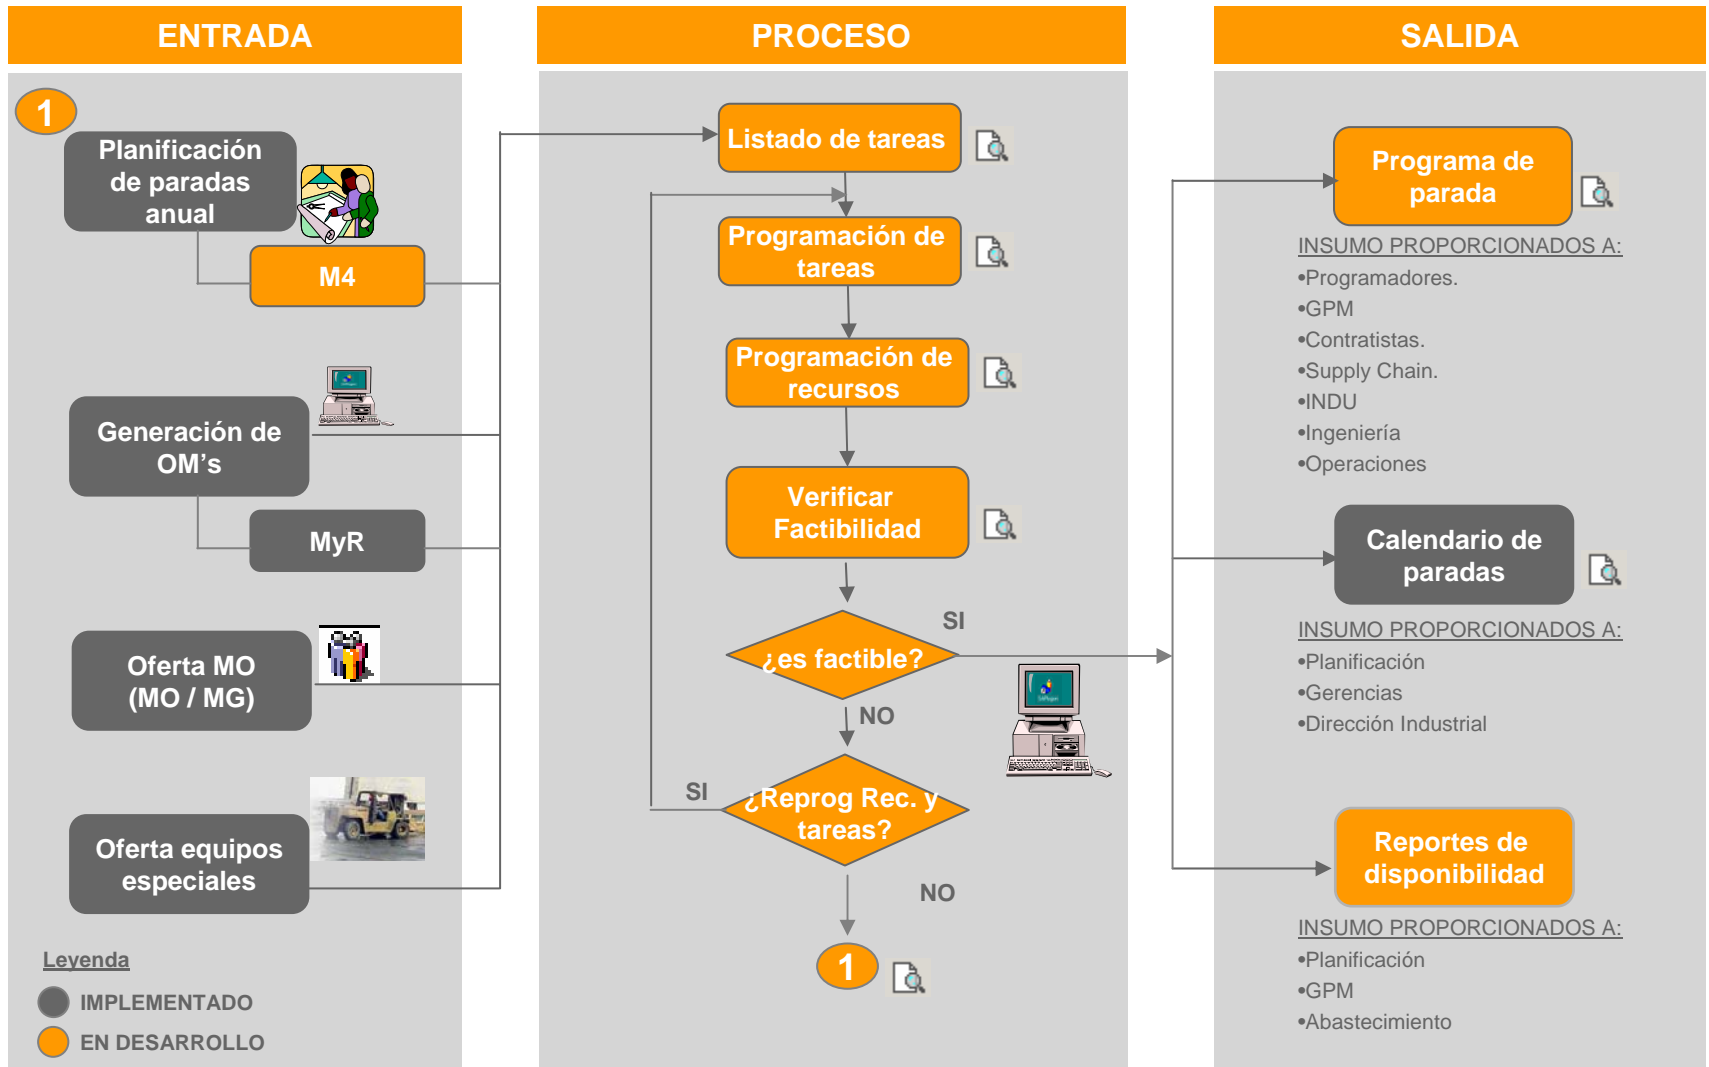 ENTRADA
1
Planificación
de paradas
anual
M4
Generación de
OM’s
MyR
Oferta MO
(MO / MG)
Oferta equipos
especiales
Leyenda
IMPLEMENTADO
EN DESARROLLO
PROCESO
Listado de tareas
Programación de
tareas
Programación de
recursos
Verificar
Factibilidad
¿es factible?
SI
NO
¿Reprog Rec. y
tareas?
SI
NO
1
SALIDA
Programa de
parada
INSUMO PROPORCIONADOS A:
•Programadores.
•GPM
•Contratistas.
•Supply Chain.
•INDU
•Ingeniería
•Operaciones
Calendario de
paradas
INSUMO PROPORCIONADOS A:
•Planificación
•Gerencias
•Dirección Industrial
Reportes de
disponibilidad
INSUMO PROPORCIONADOS A:
•Planificación
•GPM
•Abastecimiento